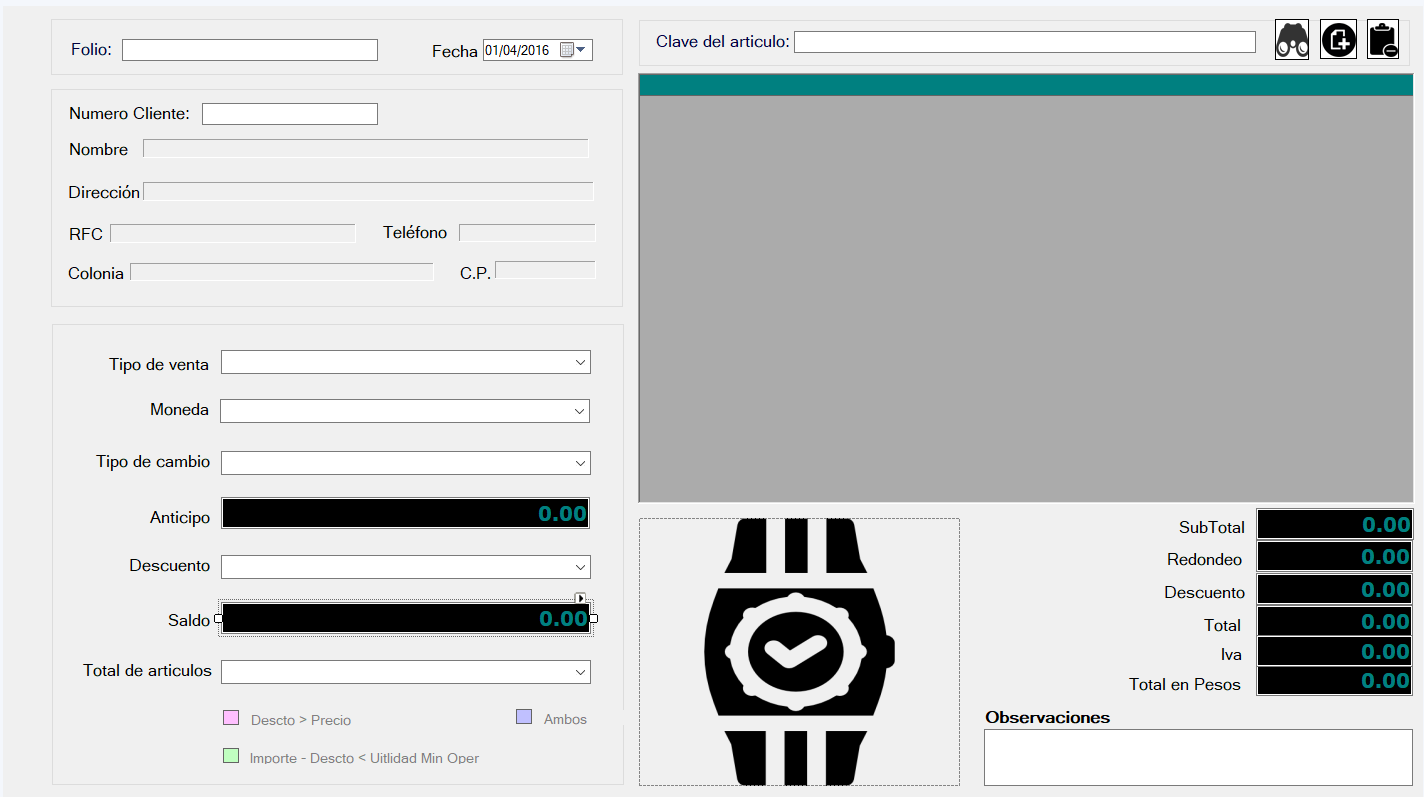 Folio:
Fecha 01/04/2016
Clave del articulo:
Numero Cliente:
Nombre
Dirección
RFC
Teléfono
Colonia
C.P.
Tipo de venta
Moneda
Tipo de cambio
Anticipo 0.00
Descuento
Saldo 0.00
Total de articulos
Descto > Precio
Ambos
Importe - Descto < Uitlidad Min Oper
SubTotal 0.00
Redondeo 0.00
Descuento 0.00
Total 0.00
Iva 0.00
Total en Pesos 0.00
Observaciones